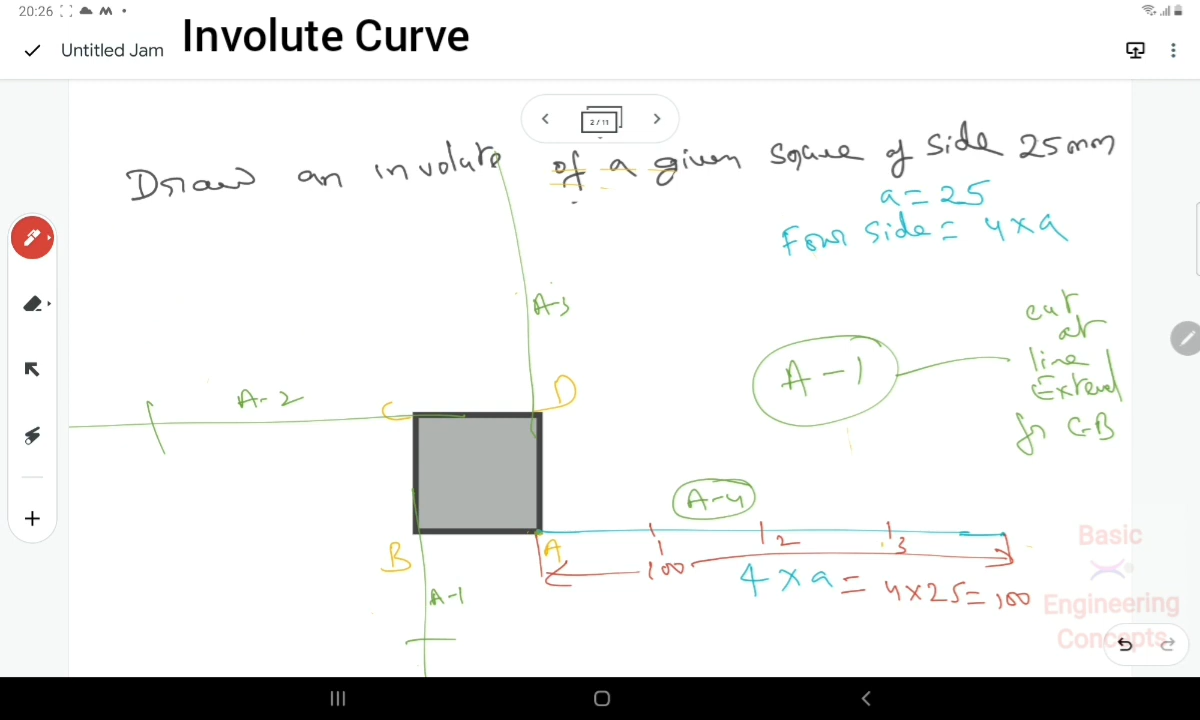 20:26
Involute Curve
Untitled Jam
2 / 11
Draw an involute of a given square of side 25mm
a = 25
Four side = 4 x a
A-3
cut
at
line
Extend
for C-B
A-1
A-2
C
D
A-4
B
A
1
2
3
100
A-1
4 x a = 4x25=100
Basic
Engineering
Concepts